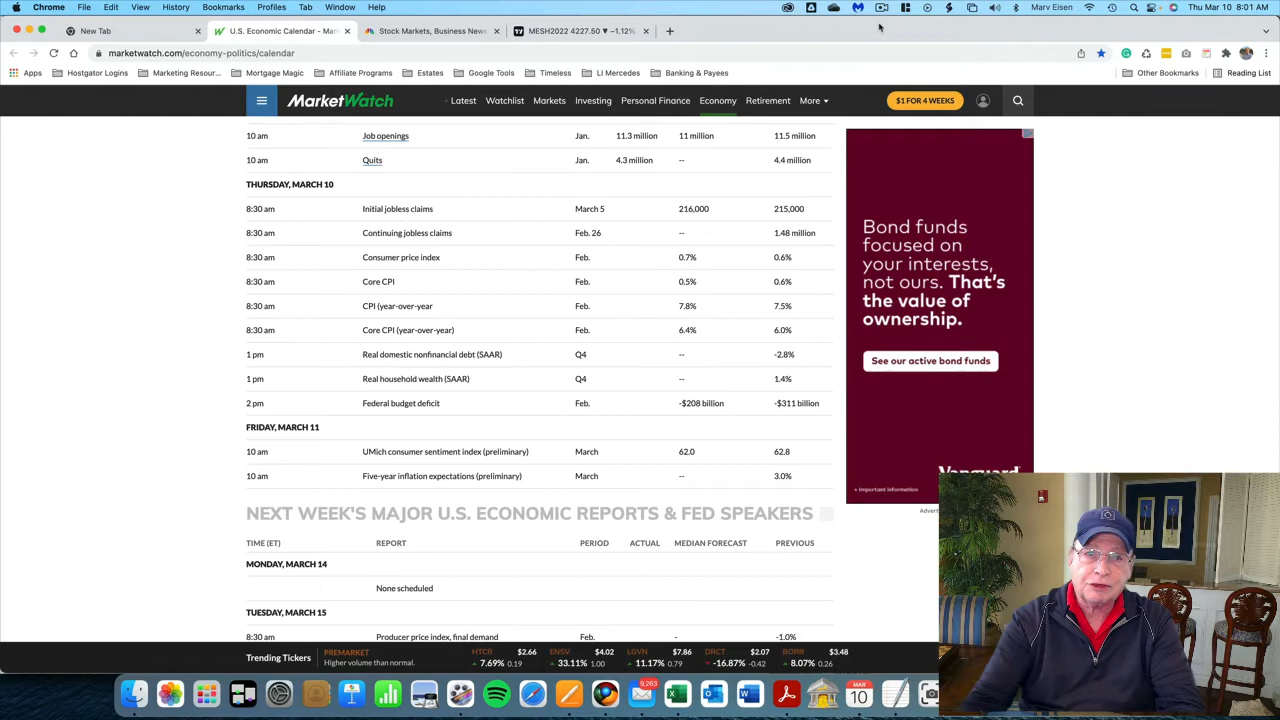 Chrome File Edit View History Bookmarks Profiles Tab Window Help Marv Eisen Thu Mar 10 8:01 AM
New Tab U.S. Economic Calendar - Mark Stock Markets, Business News MESH2022 4227.50 ▼ −1.12%
marketwatch.com/economy-politics/calendar
Apps Hostgator Logins Marketing Resour... Mortgage Magic Affiliate Programs Estates Google Tools Timeless LI Mercedes Banking & Payees Other Bookmarks Reading List
MarketWatch Latest Watchlist Markets Investing Personal Finance Economy Retirement More $1 FOR 4 WEEKS
10 am Job openings Jan. 11.3 million 11 million 11.5 million
10 am Quits Jan. 4.3 million -- 4.4 million
THURSDAY, MARCH 10
8:30 am Initial jobless claims March 5 216,000 215,000
8:30 am Continuing jobless claims Feb. 26 -- 1.48 million
8:30 am Consumer price index Feb. 0.7% 0.6%
8:30 am Core CPI Feb. 0.5% 0.6%
8:30 am CPI (year-over-year Feb. 7.8% 7.5%
8:30 am Core CPI (year-over-year) Feb. 6.4% 6.0%
1 pm Real domestic nonfinancial debt (SAAR) Q4 -- -2.8%
1 pm Real household wealth (SAAR) Q4 -- 1.4%
2 pm Federal budget deficit Feb. -$208 billion -$311 billion
FRIDAY, MARCH 11
10 am UMich consumer sentiment index (preliminary) March 62.0 62.8
10 am Five-year inflation expectations (preliminary) March -- 3.0%
NEXT WEEK'S MAJOR U.S. ECONOMIC REPORTS & FED SPEAKERS
TIME (ET) REPORT PERIOD ACTUAL MEDIAN FORECAST PREVIOUS
MONDAY, MARCH 14
None scheduled
TUESDAY, MARCH 15
8:30 am Producer price index, final demand Feb. - -1.0%
Bond funds
focused on
your interests,
not ours. That's
the value of
ownership.
See our active bond funds
Vanguard
+ Important information
Advert
Trending Tickers PREMARKET Higher volume than normal.
HTCR $2.66 7.69% 0.19
ENSV $4.02 33.11% 1.00
LGVN $7.86 11.17% 0.79
DRCT $2.07 -16.87% -0.42
BORR $3.48 8.07% 0.26
9,263
MAR
10